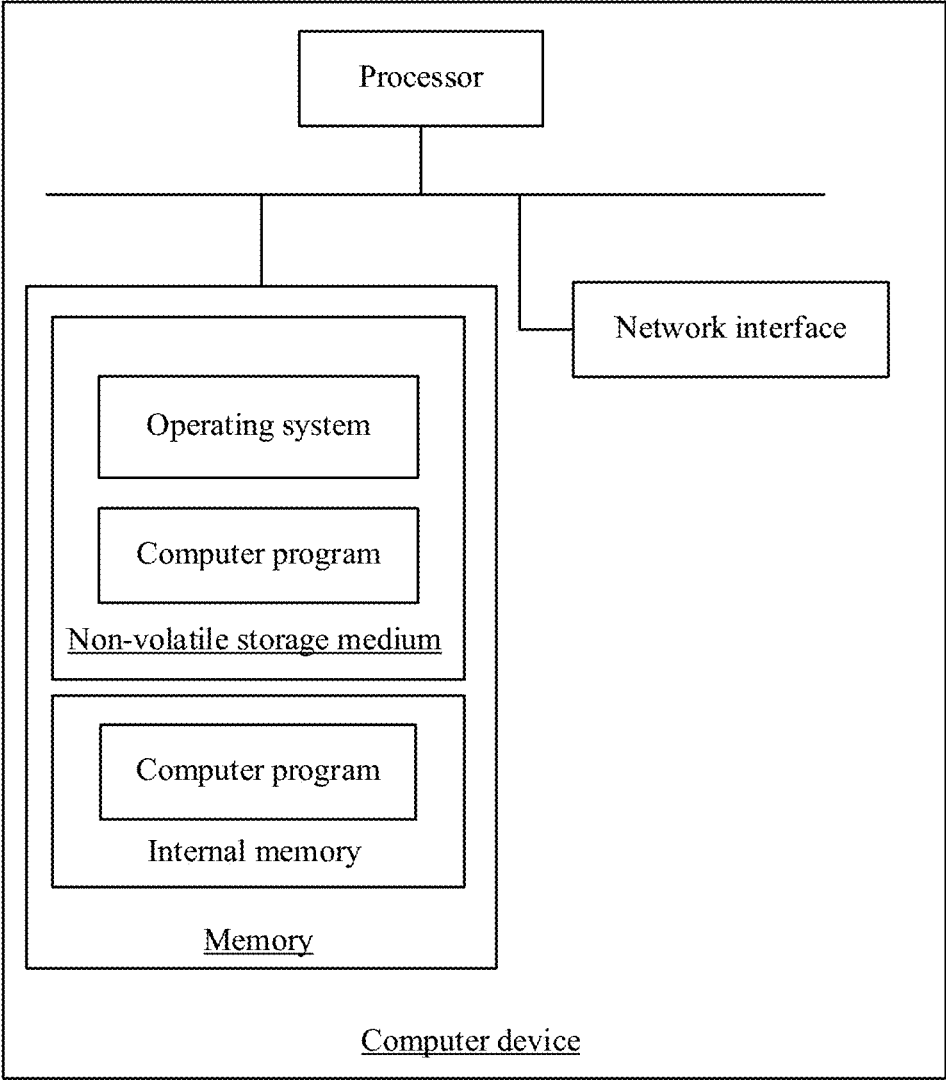 Processor
Network interface
Operating system
Computer program
Non-volatile storage medium
Computer program
Internal memory
Memory
Computer device